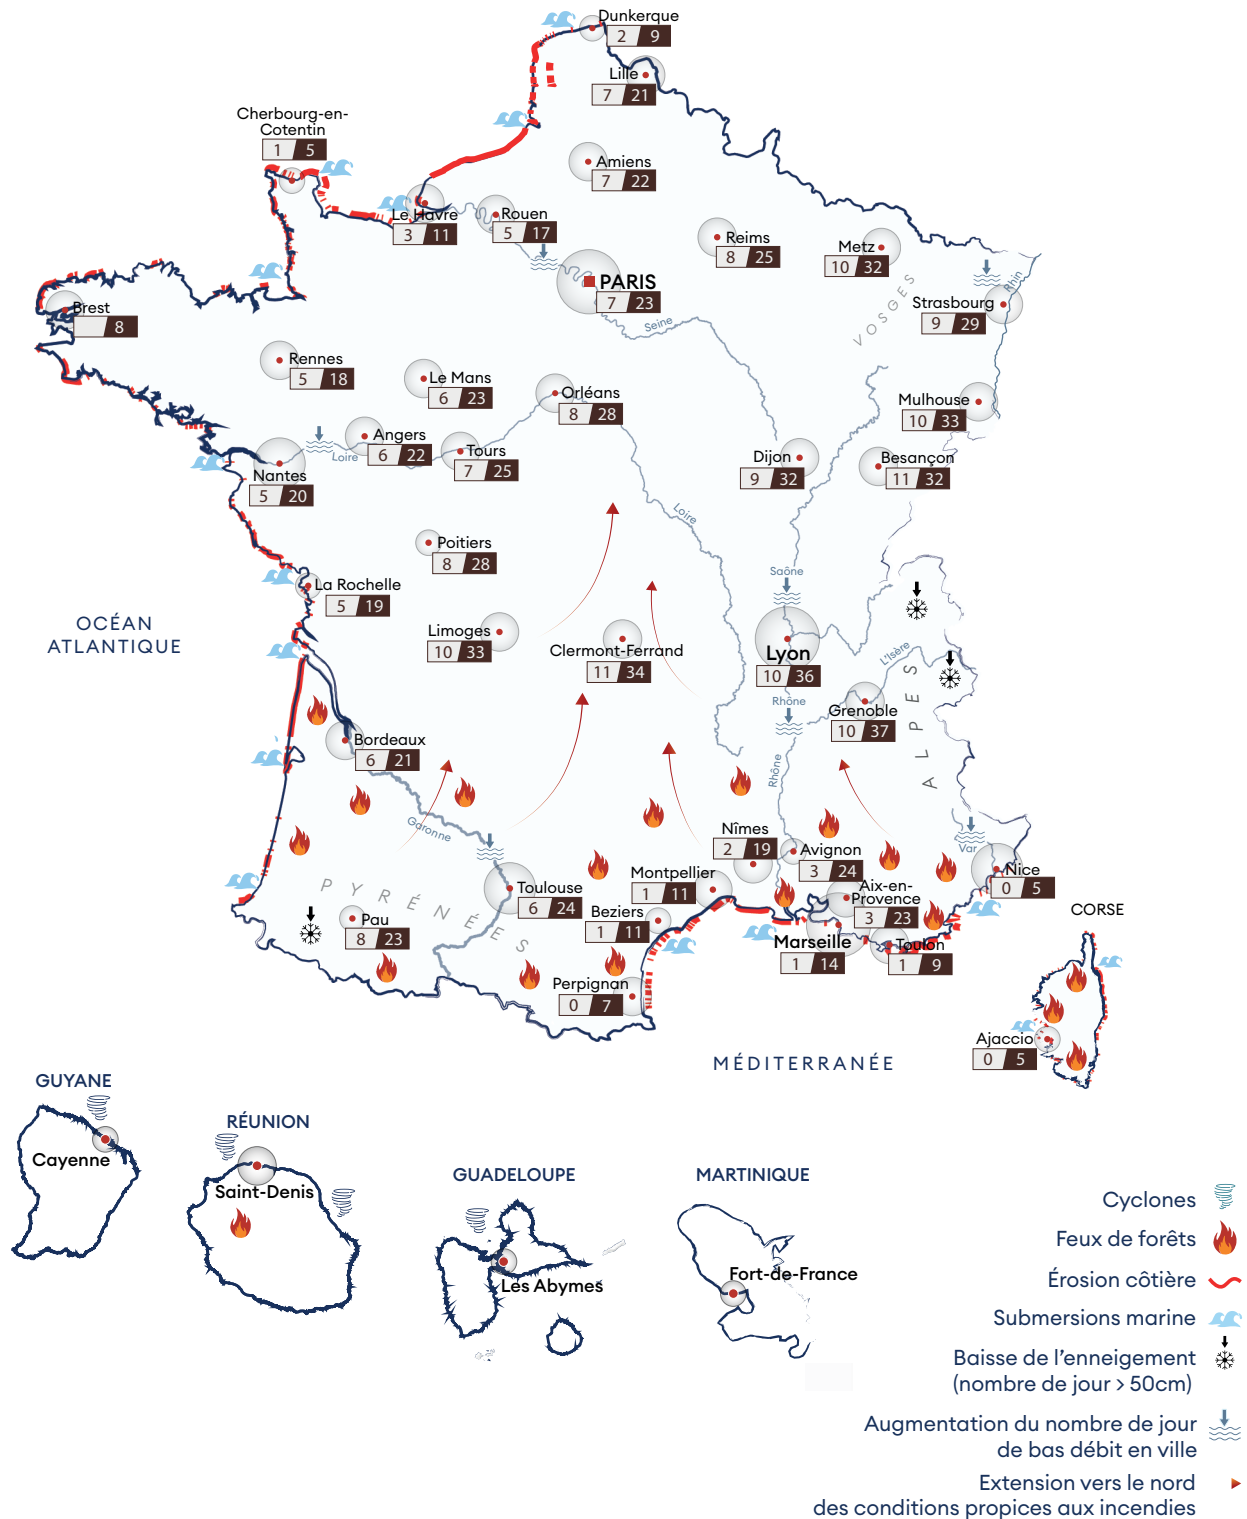 Dunkerque
2 9
Lille
7 21
Cherbourg-en-
Cotentin
1 5
Amiens
7 22
Le Havre
3 11
Rouen
5 17
Reims
8 25
Metz
10 32
PARIS
7 23
Seine
VOSGES
Rhin
Strasbourg
9 29
Brest
8
Rennes
5 18
Le Mans
6 23
Orléans
8 28
Mulhouse
10 33
Angers
6 22
Loire
Tours
7 25
Nantes
5 20
Dijon
9 32
Besançon
11 32
Loire
Poitiers
8 28
Saône
La Rochelle
5 19
OCÉAN
ATLANTIQUE
Limoges
10 33
Clermont-Ferrand
11 34
Lyon
10 36
L'Isère
ALPES
Rhône
Grenoble
10 37
Bordeaux
6 21
Rhône
Garonne
Nîmes
2 19
Avignon
3 24
Var
Nice
0 5
Montpellier
1 11
Aix-en-
Provence
3 23
PYRÉNÉES
Toulouse
6 24
Pau
8 23
Beziers
1 11
Marseille
1 14
Toulon
1 9
Perpignan
0 7
CORSE
Ajaccio
0 5
MÉDITERRANÉE
GUYANE
Cayenne
RÉUNION
Saint-Denis
GUADELOUPE
Les Abymes
MARTINIQUE
Fort-de-France
Cyclones
Feux de forêts
Érosion côtière
Submersions marine
Baisse de l'enneigement
(nombre de jour > 50cm)
Augmentation du nombre de jour
de bas débit en ville
Extension vers le nord
des conditions propices aux incendies